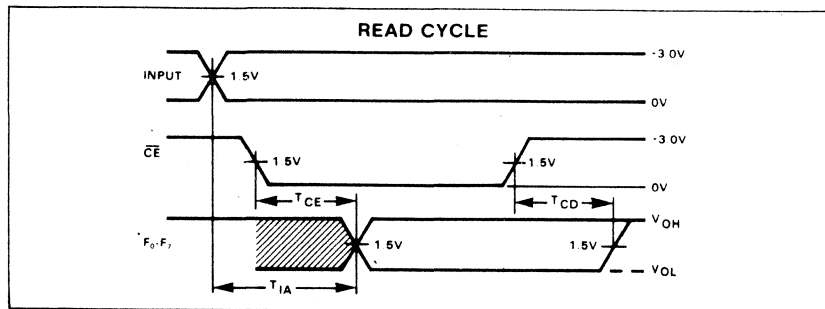 READ CYCLE
INPUT
1.5V
-3.0V
0V
CE
1.5V
1.5V
-3.0V
0V
TCE
TCD
F0-F7
1.5V
1.5V
VOH
VOL
TIA